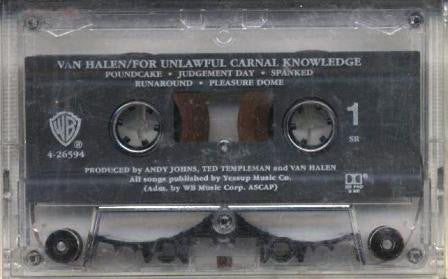 VAN HALEN/FOR UNLAWFUL CARNAL KNOWLEDGE
POUNDCAKE • JUDGEMENT DAY • SPANKED
RUNAROUND • PLEASURE DOME
WB
4-26594
1
SR
PRODUCED by ANDY JOHNS, TED TEMPLEMAN and VAN HALEN
All songs published by Yessup Music Co.
(Adm. by WB Music Corp. ASCAP)